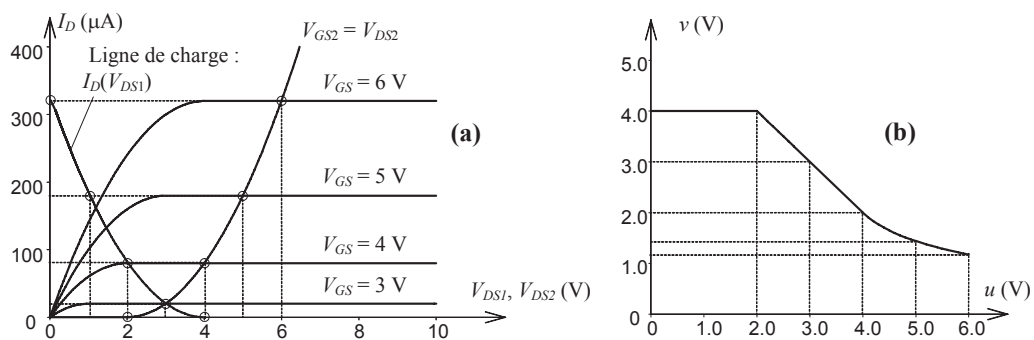 I_D (μA)
400
300
200
100
0
Ligne de charge :
I_D(V_DS1)
V_GS2 = V_DS2
V_GS = 6 V
(a)
V_GS = 5 V
V_GS = 4 V
V_GS = 3 V
V_DS1, V_DS2 (V)
0 2 4 6 8 10
v (V)
5.0
4.0
3.0
2.0
1.0
0
(b)
u (V)
0 1.0 2.0 3.0 4.0 5.0 6.0